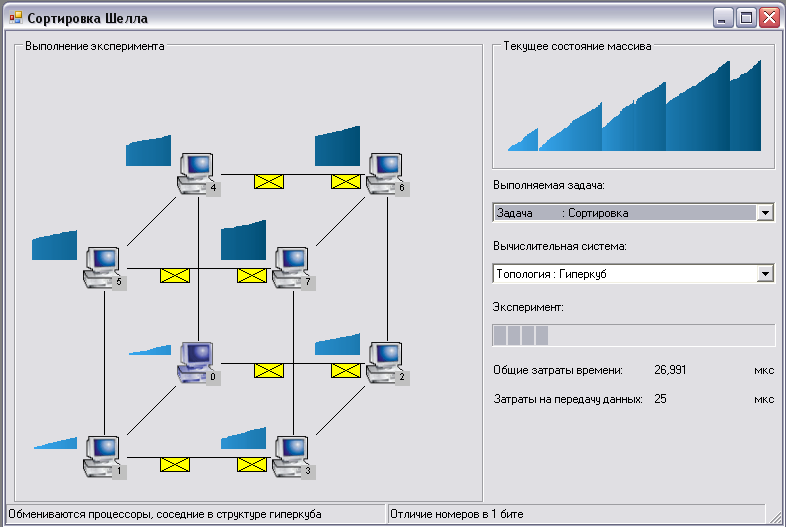 Сортировка Шелла
Выполнение эксперимента
4
6
5
7
0
2
1
3
Текущее состояние массива
Выполняемая задача:
Задача : Сортировка
Вычислительная система:
Топология : Гиперкуб
Эксперимент:
Общие затраты времени: 26,991 мкс
Затраты на передачу данных: 25 мкс
Обмениваются процессоры, соседние в структуре гиперкуба
Отличие номеров в 1 бите